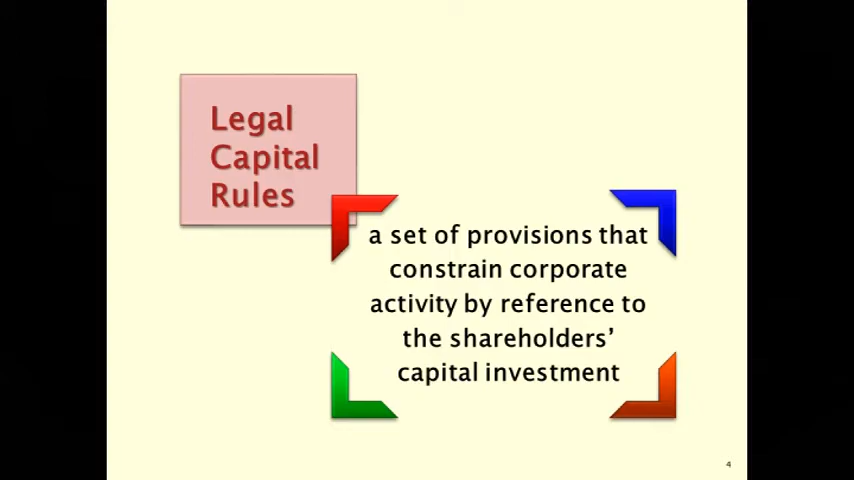 Legal
Capital
Rules
a set of provisions that
constrain corporate
activity by reference to
the shareholders’
capital investment
4